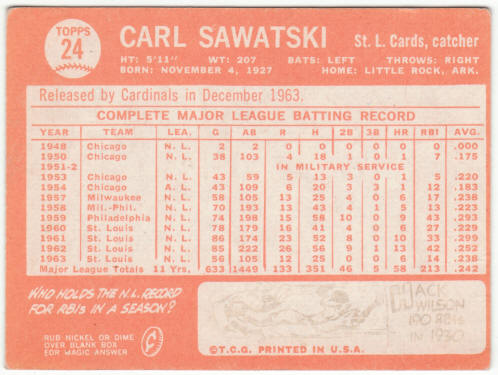 TOPPS
24
CARL SAWATSKI
St. L. Cards, catcher
HT: 5'11" WT: 207 BATS: LEFT THROWS: RIGHT
BORN: NOVEMBER 4, 1927 HOME: LITTLE ROCK, ARK.
Released by Cardinals in December 1963.
COMPLETE MAJOR LEAGUE BATTING RECORD
YEAR TEAM LEA. G AB R H 2B 3B HR RBI AVG.
1948 Chicago N. L. 2 2 0 0 0 0 0 0 .000
1950 Chicago N. L. 38 103 4 18 1 0 1 7 .175
1951-2 IN MILITARY SERVICE
1953 Chicago N. L. 43 59 5 13 3 0 1 5 .220
1954 Chicago A. L. 43 109 6 20 3 3 1 12 .183
1957 Milwaukee N. L. 58 105 13 25 4 0 6 17 .238
1958 Mil.-Phil. N. L. 70 193 13 43 4 1 5 13 .223
1959 Philadelphia N. L. 74 198 15 58 10 0 9 43 .293
1960 St. Louis N. L. 78 179 16 41 4 0 6 27 .229
1961 St. Louis N. L. 86 174 23 52 8 0 10 33 .299
1962 St. Louis N. L. 85 222 26 56 9 1 13 42 .252
1963 St. Louis N. L. 56 105 12 25 0 0 6 14 .238
Major League Totals 11 Yrs. 633 1449 133 351 46 5 58 213 .242
WHO HOLDS THE N.L. RECORD
FOR RBIs IN A SEASON?
RUB NICKEL OR DIME
OVER BLANK BOX
FOR MAGIC ANSWER
JACK
WILSON
190 RBIs
IN 1930
©T.C.G. PRINTED IN U.S.A.